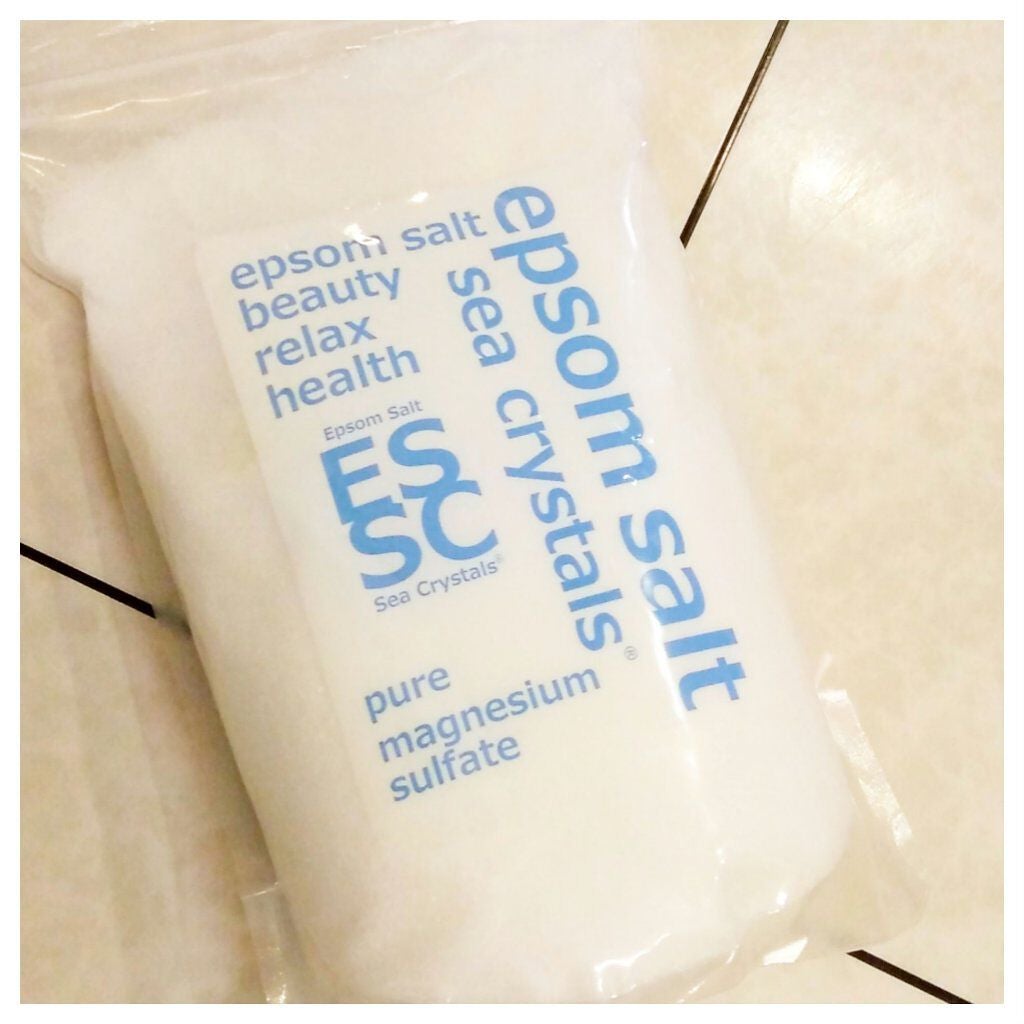 epsom salt
beauty
relax
health
Epsom Salt
ES
SC
Sea Crystals®
pure
magnesium
sulfate
epsom salt
sea crystals®